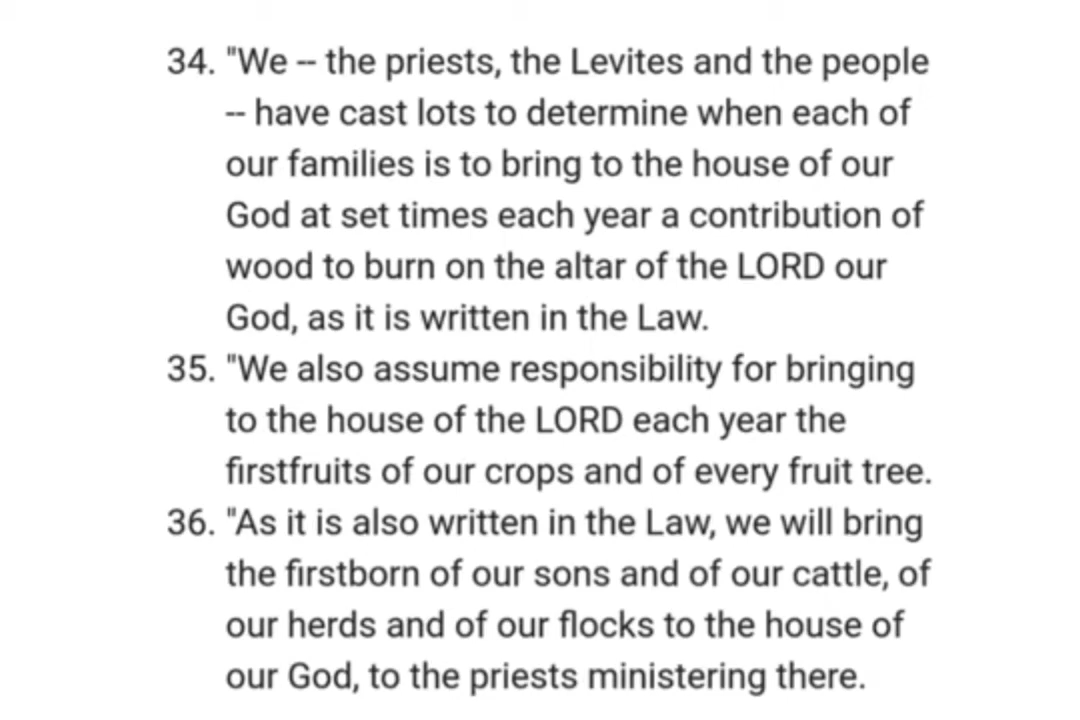 34. "We -- the priests, the Levites and the people
-- have cast lots to determine when each of
our families is to bring to the house of our
God at set times each year a contribution of
wood to burn on the altar of the LORD our
God, as it is written in the Law.
35. "We also assume responsibility for bringing
to the house of the LORD each year the
firstfruits of our crops and of every fruit tree.
36. "As it is also written in the Law, we will bring
the firstborn of our sons and of our cattle, of
our herds and of our flocks to the house of
our God, to the priests ministering there.